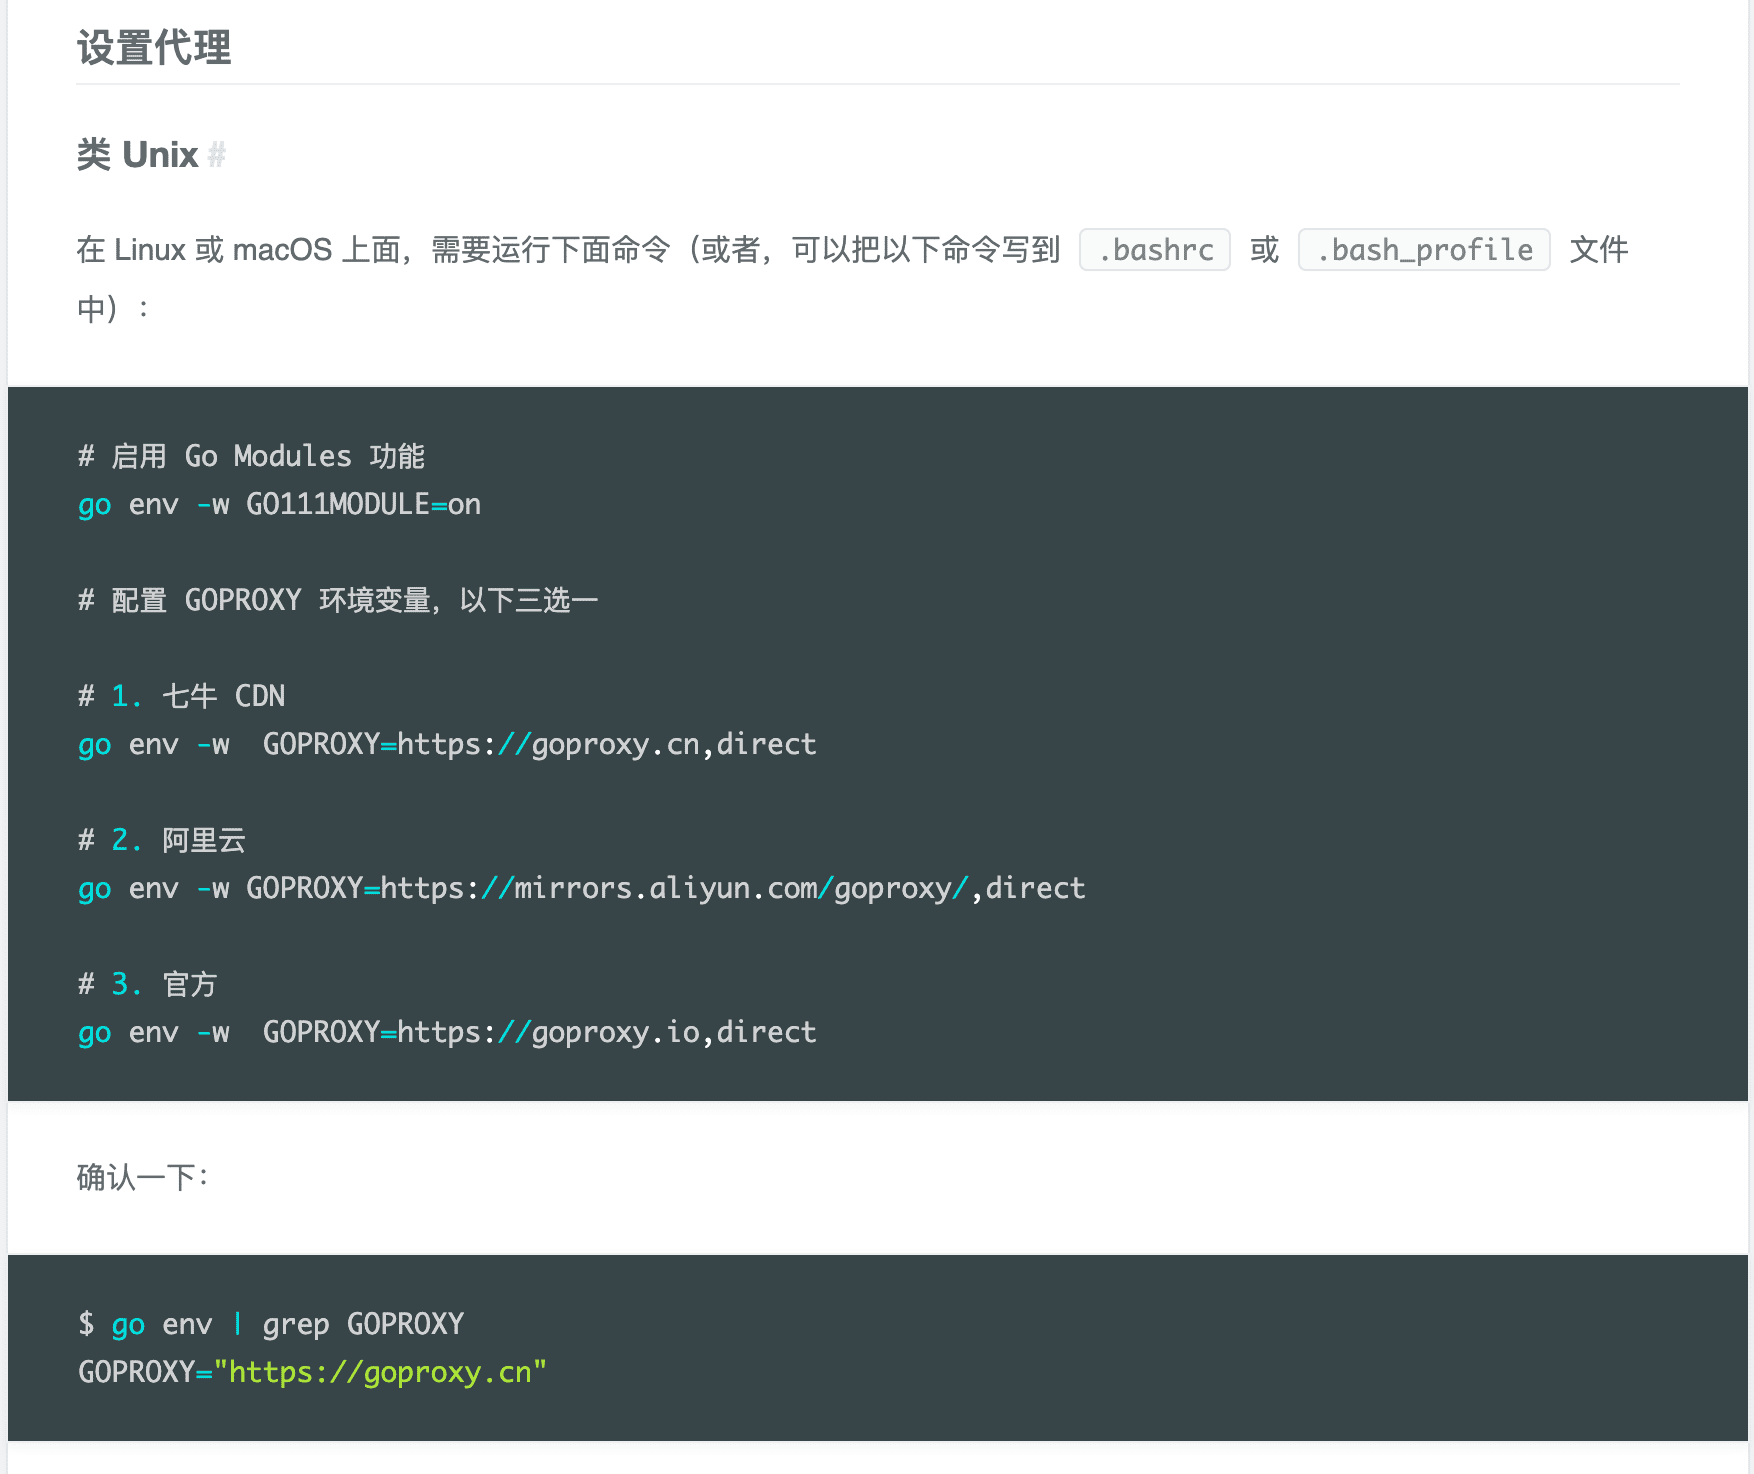 设置代理
类 Unix #
在 Linux 或 macOS 上面，需要运行下面命令（或者，可以把以下命令写到 .bashrc 或 .bash_profile 文件
中）：
# 启用 Go Modules 功能
go env -w GO111MODULE=on
# 配置 GOPROXY 环境变量，以下三选一
# 1. 七牛 CDN
go env -w  GOPROXY=https://goproxy.cn,direct
# 2. 阿里云
go env -w GOPROXY=https://mirrors.aliyun.com/goproxy/,direct
# 3. 官方
go env -w  GOPROXY=https://goproxy.io,direct
确认一下：
$ go env | grep GOPROXY
GOPROXY="https://goproxy.cn"